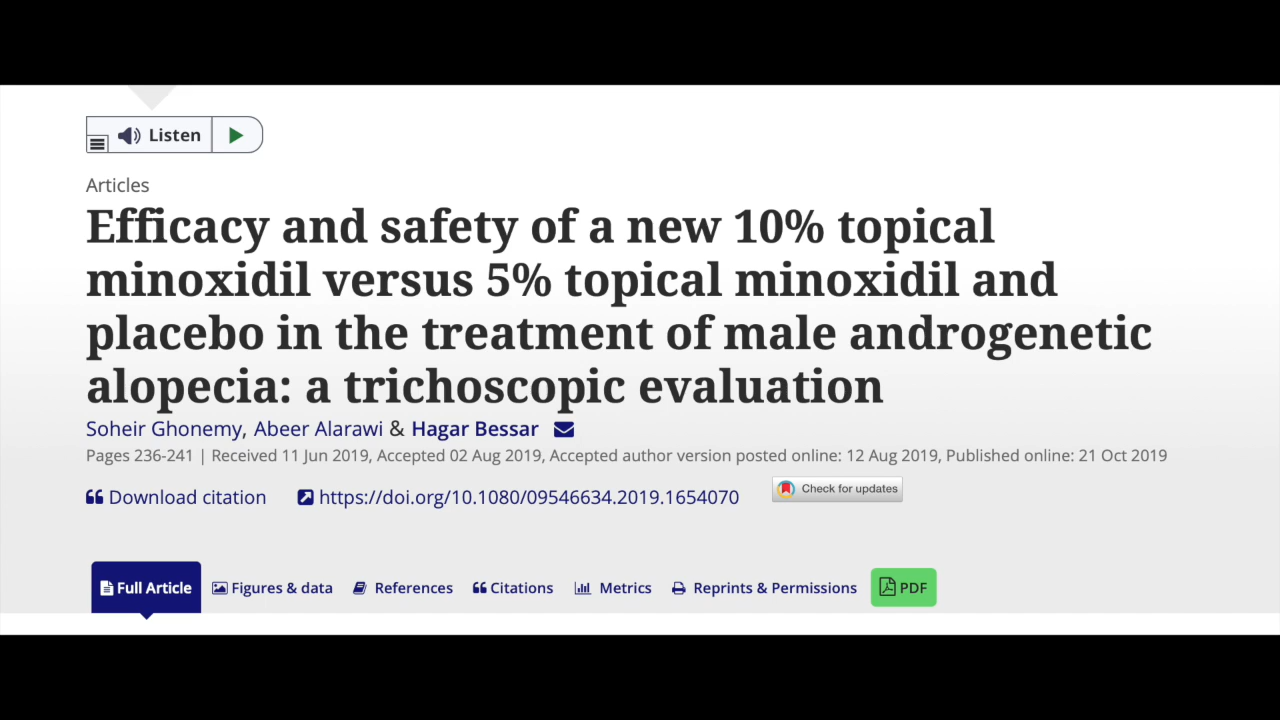 Listen
Articles
Efficacy and safety of a new 10% topical
minoxidil versus 5% topical minoxidil and
placebo in the treatment of male androgenetic
alopecia: a trichoscopic evaluation
Soheir Ghonemy, Abeer Alarawi & Hagar Bessar
Pages 236-241 | Received 11 Jun 2019, Accepted 02 Aug 2019, Accepted author version posted online: 12 Aug 2019, Published online: 21 Oct 2019
Download citation https://doi.org/10.1080/09546634.2019.1654070 Check for updates
Full Article Figures & data References Citations Metrics Reprints & Permissions PDF